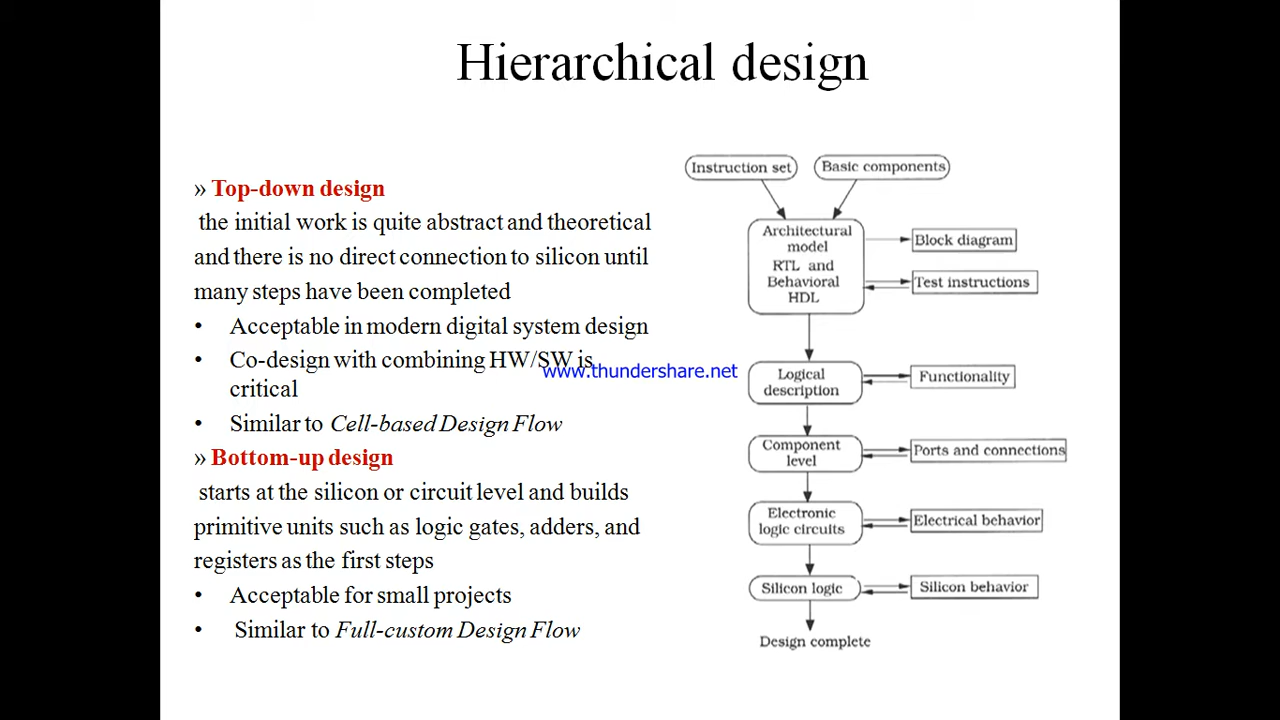 Hierarchical design
» Top-down design
the initial work is quite abstract and theoretical
and there is no direct connection to silicon until
many steps have been completed
• Acceptable in modern digital system design
• Co-design with combining HW/SW is
critical
• Similar to Cell-based Design Flow
» Bottom-up design
starts at the silicon or circuit level and builds
primitive units such as logic gates, adders, and
registers as the first steps
• Acceptable for small projects
• Similar to Full-custom Design Flow
www.thundershare.net
Instruction set
Basic components
Architectural
model
RTL and
Behavioral
HDL
Block diagram
Test instructions
Logical
description
Functionality
Component
level
Ports and connections
Electronic
logic circuits
Electrical behavior
Silicon logic
Silicon behavior
Design complete